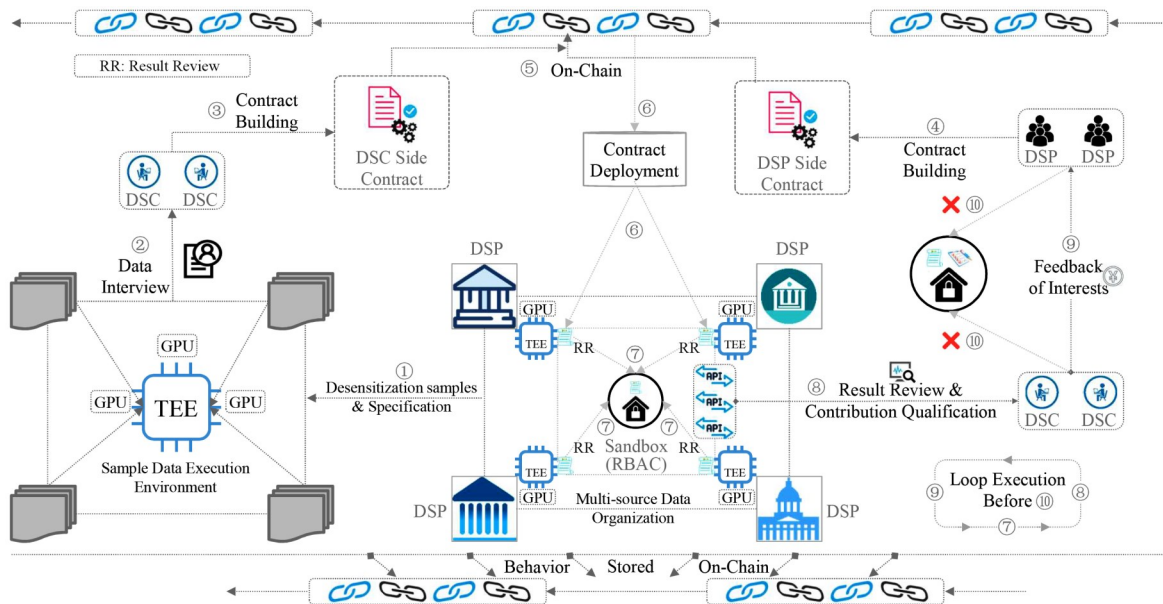 RR: Result Review
⑤
On-Chain
③
Contract
Building
⑥
④
Contract
Building
DSC Side
Contract
Contract
Deployment
DSP Side
Contract
DSP
DSP
DSC
DSC
②
Data
Interview
⑥
⑩
⑨
Feedback
of Interests
¥
DSP
DSP
GPU
GPU
TEE
TEE
RR
RR
⑦
⑩
GPU
GPU
GPU
TEE
①
Desensitization samples
& Specification
API
API
API
⑧
Result Review &
Contribution Qualification
DSC
DSC
⑦
⑦
Sandbox
(RBAC)
RR
RR
Sample Data Execution
Environment
TEE
TEE
GPU
GPU
DSP
DSP
Multi-source Data
Organization
Loop Execution
Before ⑩
⑨
⑧
⑦
Behavior
Stored
On-Chain